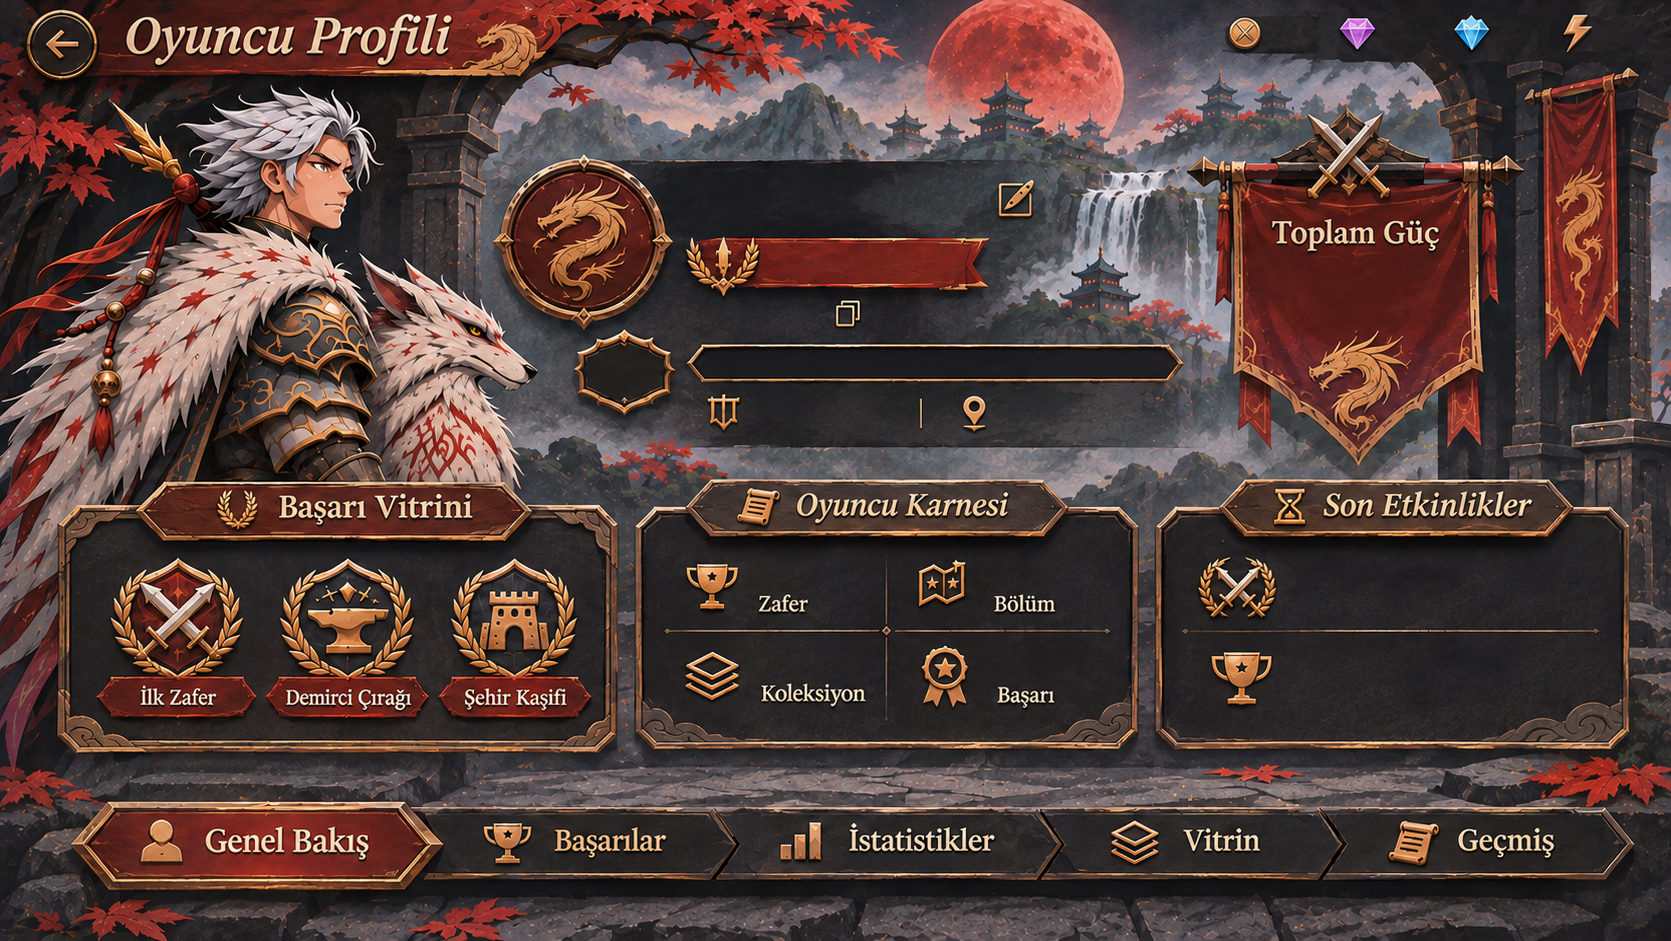 Oyuncu Profili
Toplam Güç
Başarı Vitrini
Oyuncu Karnesi
Son Etkinlikler
Zafer
Bölüm
İlk Zafer
Demirci Çırağı
Şehir Kaşifi
Koleksiyon
Başarı
Genel Bakış
Başarılar
İstatistikler
Vitrin
Geçmiş